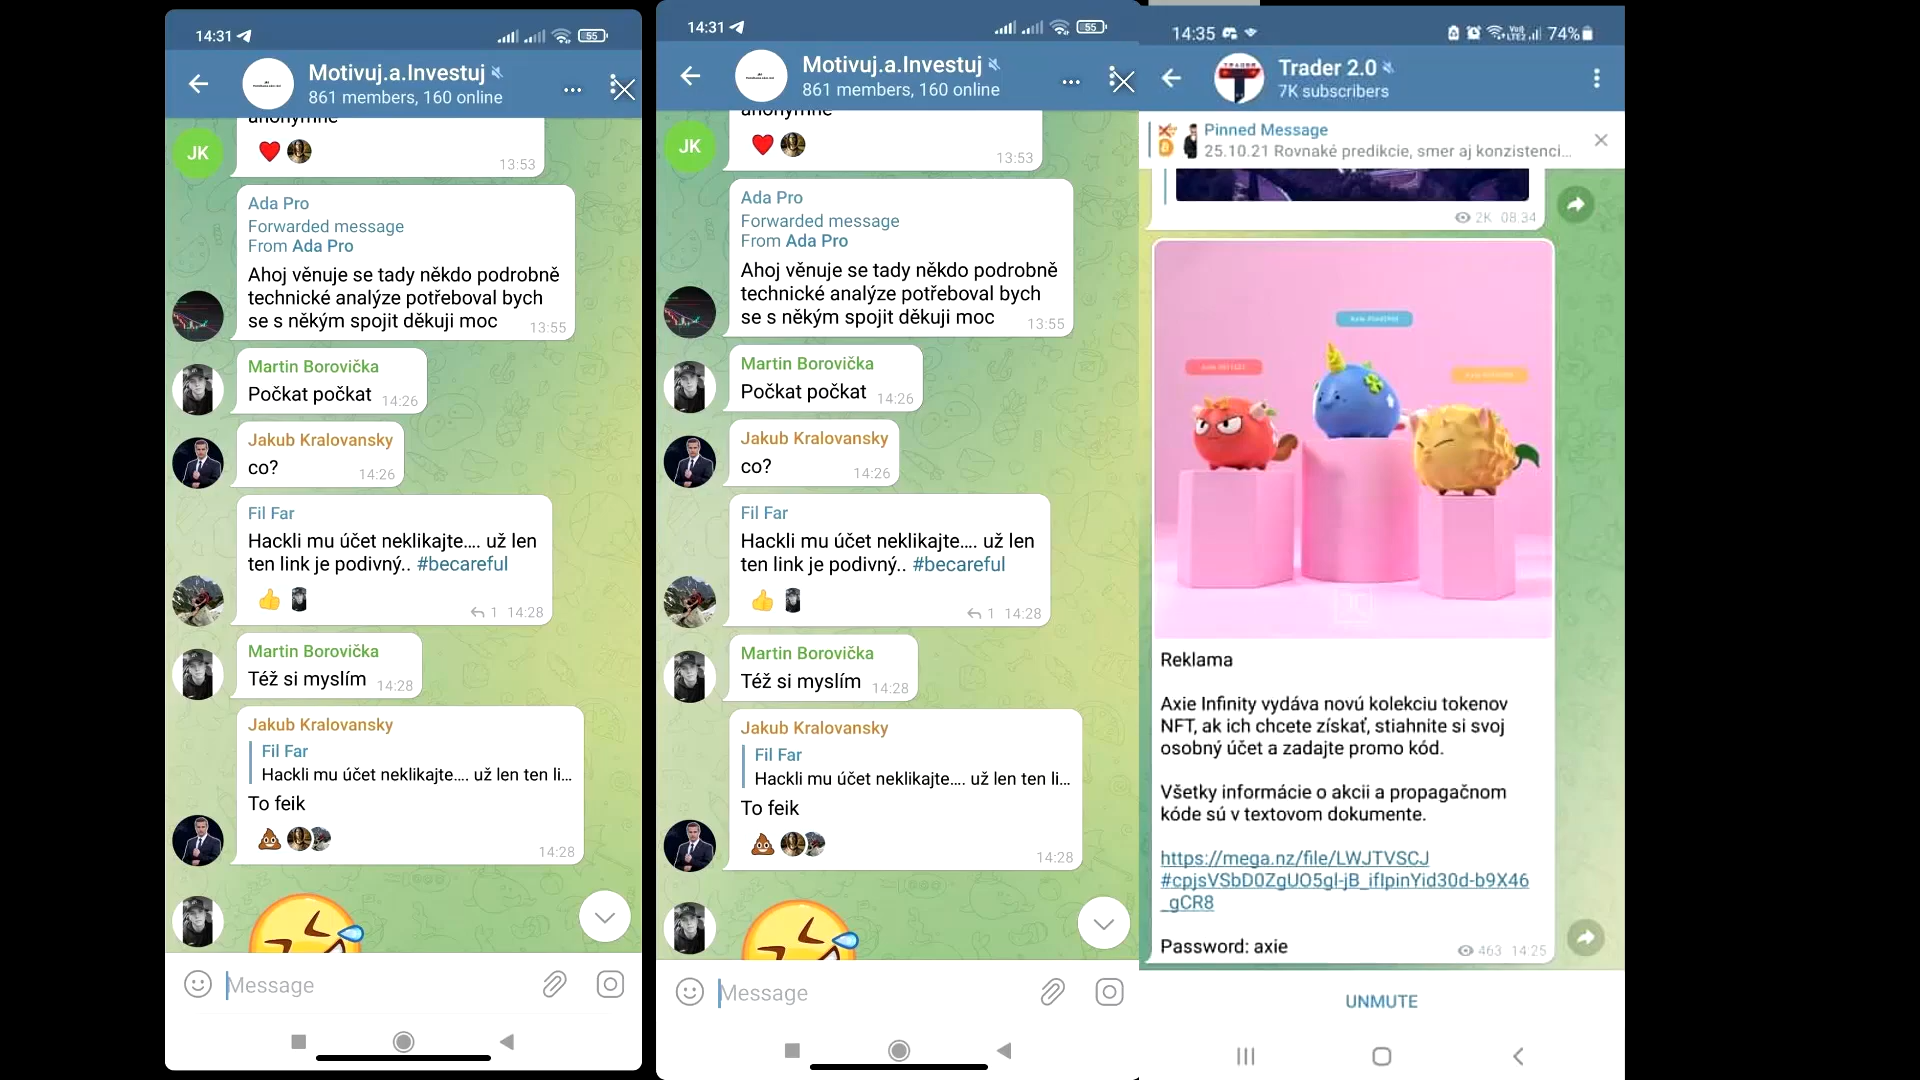 14:31
55
Motivuj.a.Investuj
861 members, 160 online
anonymne
JK
13:53
Ada Pro
Forwarded message
From Ada Pro
Ahoj věnuje se tady někdo podrobně
technické analýze potřeboval bych
se s někým spojit děkuji moc
13:55
Martin Borovička
Počkat počkat 14:26
Jakub Kralovansky
co? 14:26
Fil Far
Hackli mu účet neklikajte.... už len
ten link je podivný.. #becareful
1 14:28
Martin Borovička
Též si myslím 14:28
Jakub Kralovansky
Fil Far
Hackli mu účet neklikajte.... už len ten li...
To feik
14:28
Message
14:31
55
Motivuj.a.Investuj
861 members, 160 online
anonymne
JK
13:53
Ada Pro
Forwarded message
From Ada Pro
Ahoj věnuje se tady někdo podrobně
technické analýze potřeboval bych
se s někým spojit děkuji moc
13:55
Martin Borovička
Počkat počkat 14:26
Jakub Kralovansky
co? 14:26
Fil Far
Hackli mu účet neklikajte.... už len
ten link je podivný.. #becareful
1 14:28
Martin Borovička
Též si myslím 14:28
Jakub Kralovansky
Fil Far
Hackli mu účet neklikajte.... už len ten li...
To feik
14:28
Message
14:35
74%
TRADER
Trader 2.0
7K subscribers
Pinned Message
25.10.21 Rovnaké predikcie, smer aj konzistenci...
2K 08:34
Reklama
Axie Infinity vydáva novú kolekciu tokenov
NFT, ak ich chcete získať, stiahnite si svoj
osobný účet a zadajte promo kód.
Všetky informácie o akcii a propagačnom
kóde sú v textovom dokumente.
https://mega.nz/file/LWJTVSCJ
#cpjsVSbD0ZgUO5gl-jB_ifIpinYid30d-b9X46
_gCR8
Password: axie
463 14:25
UNMUTE